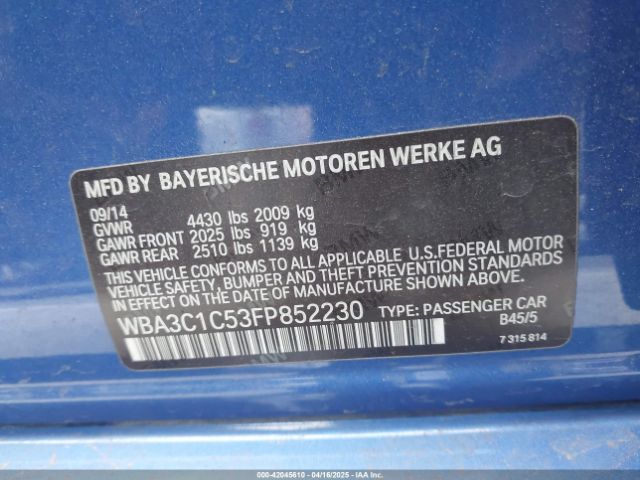 MFD BY BAYERISCHE MOTOREN WERKE AG
09/14
GVWR 4430 lbs 2009 kg
GAWR FRONT 2025 lbs 919 kg
GAWR REAR 2510 lbs 1139 kg
THIS VEHICLE CONFORMS TO ALL APPLICABLE U.S.FEDERAL MOTOR
VEHICLE SAFETY, BUMPER, AND THEFT PREVENTION STANDARDS
IN EFFECT ON THE DATE OF MANUFACTURE SHOWN ABOVE.
WBA3C1C53FP852230 TYPE: PASSENGER CAR
B45/5
7 315 814
000-42045610 - 04/16/2025 - IAA Inc.